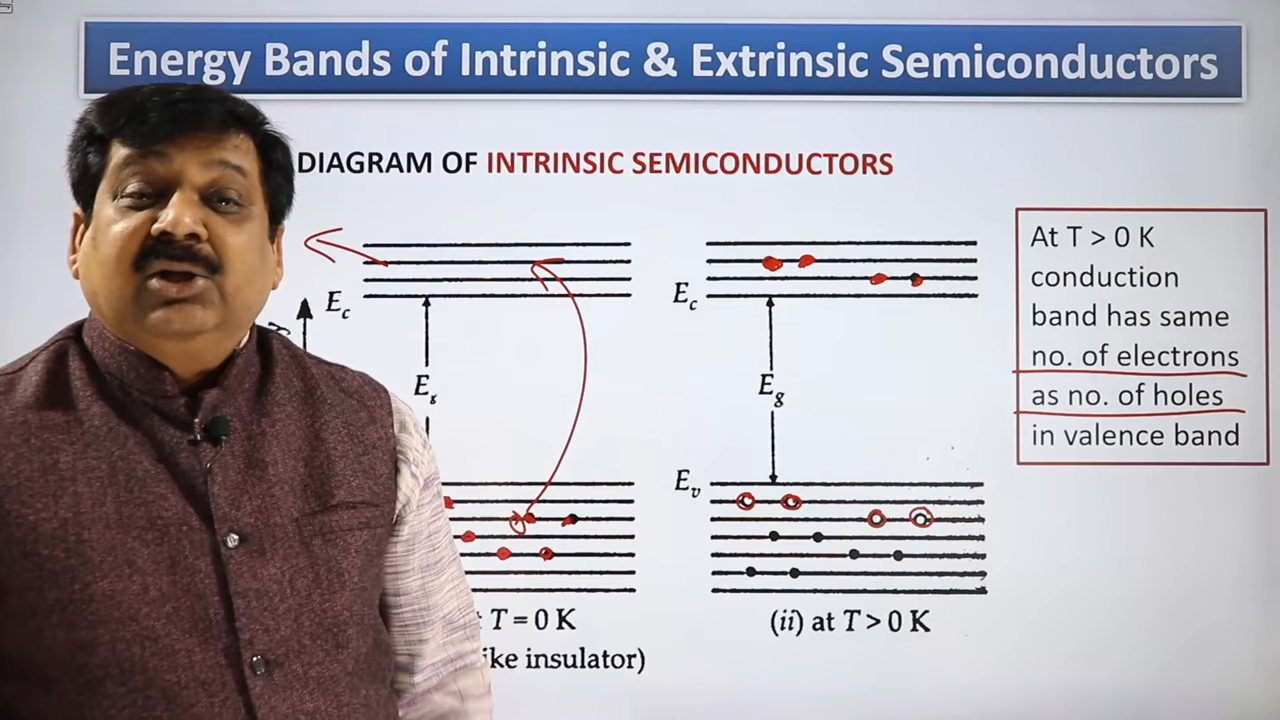 Energy Bands of Intrinsic & Extrinsic Semiconductors
DIAGRAM OF INTRINSIC SEMICONDUCTORS
E_c
E_g
E_c
E_g
E_v
T = 0 K
ike insulator)
(ii) at T > 0 K
At T > 0 K
conduction
band has same
no. of electrons
as no. of holes
in valence band